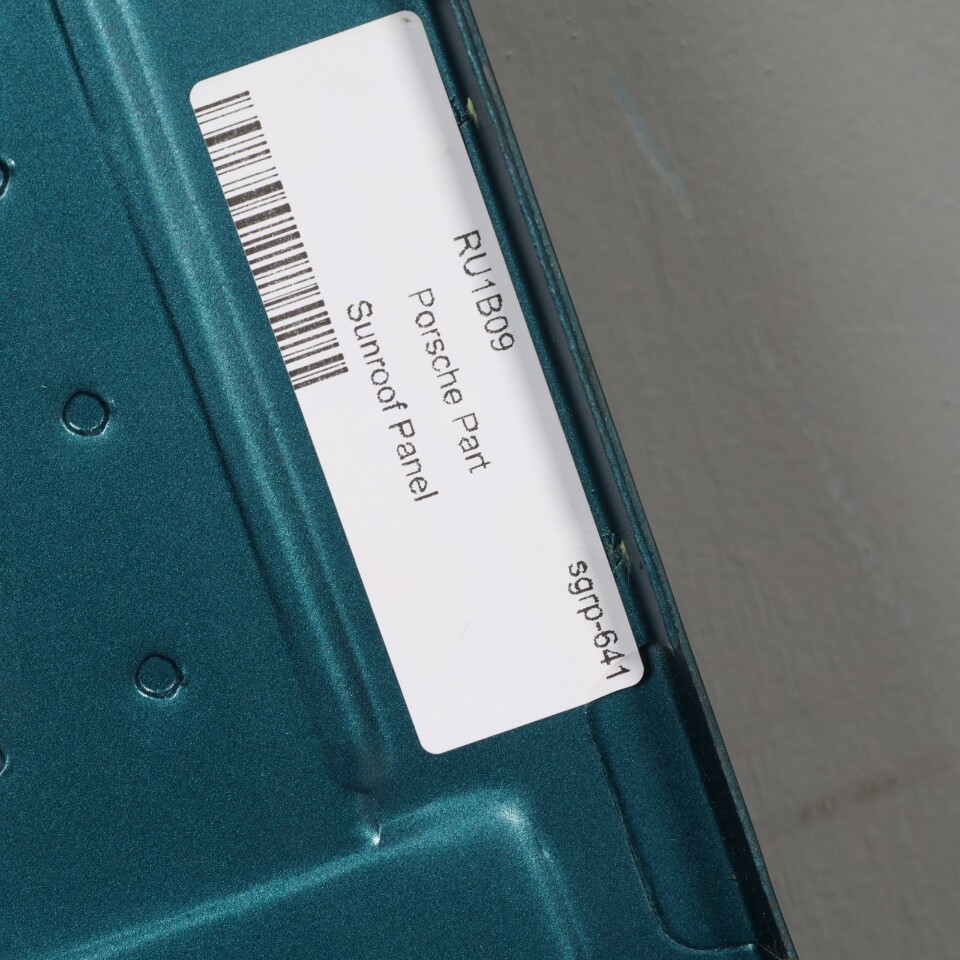 RU1B09
Porsche Part
Sunroof Panel
sgrp-641